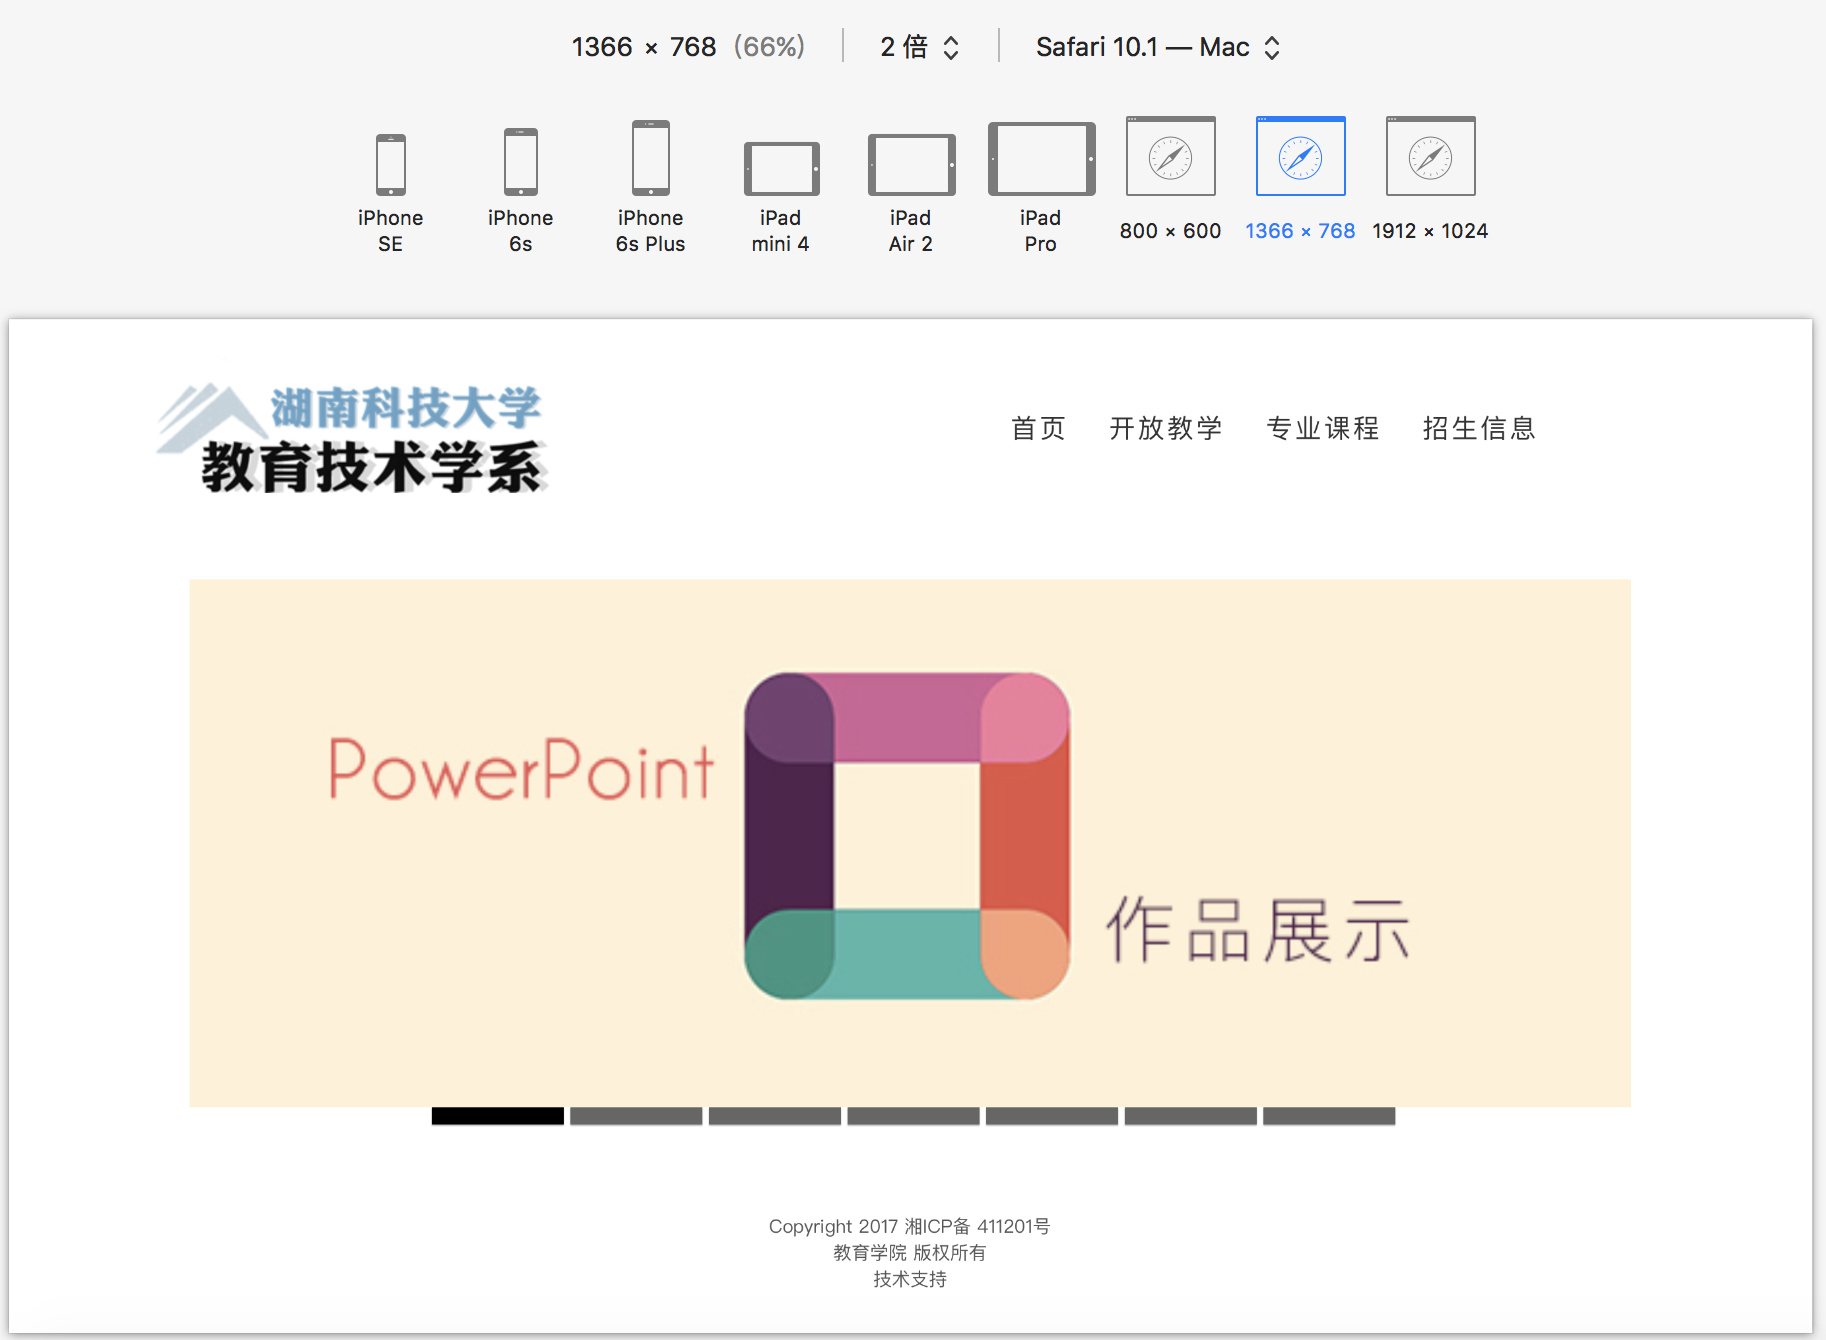 1366 × 768 (66%) 2 倍 Safari 10.1 — Mac
iPhone SE
iPhone 6s
iPhone 6s Plus
iPad mini 4
iPad Air 2
iPad Pro
800 × 600
1366 × 768
1912 × 1024
湖南科技大学
教育技术学系
首页 开放教学 专业课程 招生信息
PowerPoint
作品展示
Copyright 2017 湘ICP备 411201号
教育学院 版权所有
技术支持